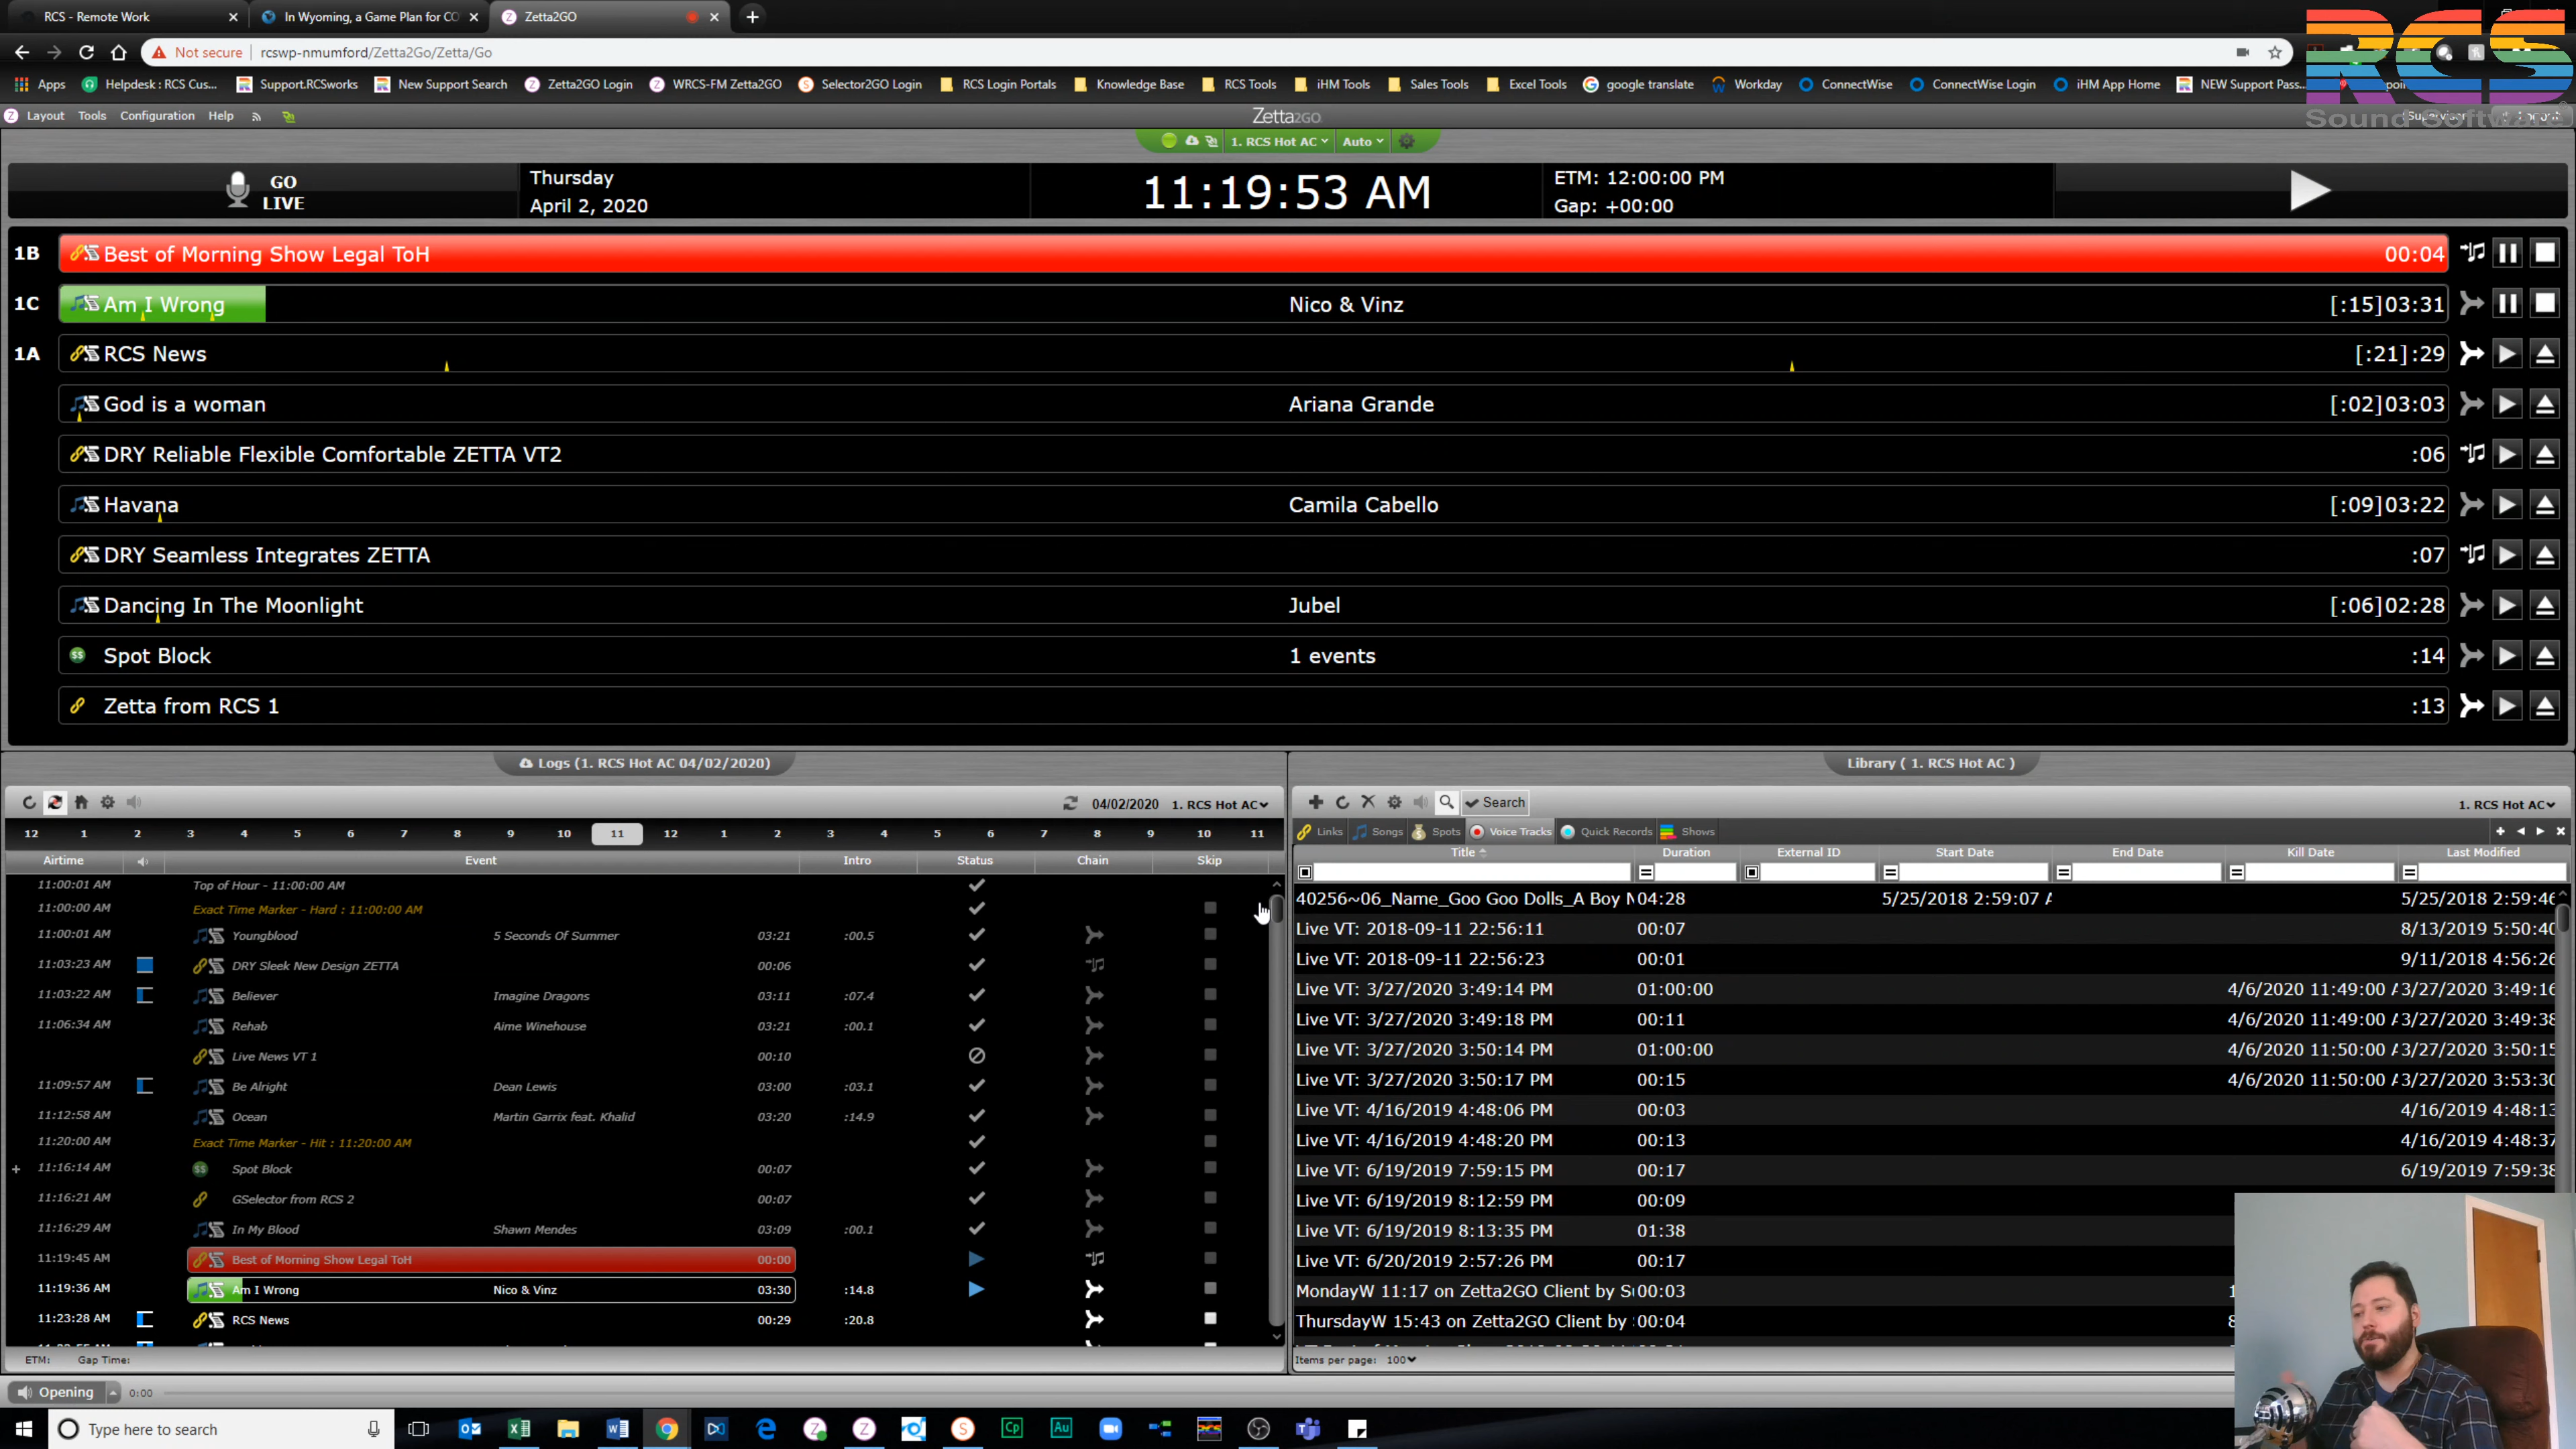 RCS - Remote Work
In Wyoming, a Game Plan for CO
Zetta2GO
Not secure | rcswp-nmumford/Zetta2Go/Zetta/Go
Apps Helpdesk : RCS Cus... Support.RCSworks New Support Search Zetta2GO Login WRCS-FM Zetta2GO Selector2GO Login RCS Login Portals Knowledge Base RCS Tools iHM Tools Sales Tools Excel Tools google translate Workday ConnectWise ConnectWise Login iHM App Home NEW Support Pass...
RCS
Sound Software
Layout Tools Configuration Help
Zetta2GO
1. RCS Hot AC Auto
GO LIVE
Thursday
April 2, 2020
11:19:53 AM
ETM: 12:00:00 PM
Gap: +00:00
1B Best of Morning Show Legal ToH 00:04
1C Am I Wrong Nico & Vinz [:15]03:31
1A RCS News [:21]:29
God is a woman Ariana Grande [:02]03:03
DRY Reliable Flexible Comfortable ZETTA VT2 :06
Havana Camila Cabello [:09]03:22
DRY Seamless Integrates ZETTA :07
Dancing In The Moonlight Jubel [:06]02:28
$$ Spot Block 1 events :14
Zetta from RCS 1 :13
Logs (1. RCS Hot AC 04/02/2020)
04/02/2020 1. RCS Hot AC
12 1 2 3 4 5 6 7 8 9 10 11 12 1 2 3 4 5 6 7 8 9 10 11
Airtime Event Intro Status Chain Skip
11:00:01 AM Top of Hour - 11:00:00 AM
11:00:00 AM Exact Time Marker - Hard : 11:00:00 AM
11:00:01 AM Youngblood 5 Seconds Of Summer 03:21 :00.5
11:03:23 AM DRY Sleek New Design ZETTA 00:06
11:03:22 AM Believer Imagine Dragons 03:11 :07.4
11:06:34 AM Rehab Aime Winehouse 03:21 :00.1
Live News VT 1 00:10
11:09:57 AM Be Alright Dean Lewis 03:00 :03.1
11:12:58 AM Ocean Martin Garrix feat. Khalid 03:20 :14.9
11:20:00 AM Exact Time Marker - Hit : 11:20:00 AM
+ 11:16:14 AM $$ Spot Block 00:07
11:16:21 AM GSelector from RCS 2 00:07
11:16:29 AM In My Blood Shawn Mendes 03:09 :00.1
11:19:45 AM Best of Morning Show Legal ToH 00:00
11:19:36 AM Am I Wrong Nico & Vinz 03:30 :14.8
11:23:28 AM RCS News 00:29 :20.8
ETM: Gap Time:
Library ( 1. RCS Hot AC )
Search
1. RCS Hot AC
Links Songs Spots Voice Tracks Quick Records Shows
Title Duration External ID Start Date End Date Kill Date Last Modified
40256~06_Name_Goo Goo Dolls_A Boy N 04:28 5/25/2018 2:59:07 A 5/25/2018 2:59:46
Live VT: 2018-09-11 22:56:11 00:07 8/13/2019 5:50:40
Live VT: 2018-09-11 22:56:23 00:01 9/11/2018 4:56:26
Live VT: 3/27/2020 3:49:14 PM 01:00:00 4/6/2020 11:49:00 A 3/27/2020 3:49:16
Live VT: 3/27/2020 3:49:18 PM 00:11 4/6/2020 11:49:00 A 3/27/2020 3:49:38
Live VT: 3/27/2020 3:50:14 PM 01:00:00 4/6/2020 11:50:00 A 3/27/2020 3:50:15
Live VT: 3/27/2020 3:50:17 PM 00:15 4/6/2020 11:50:00 A 3/27/2020 3:53:30
Live VT: 4/16/2019 4:48:06 PM 00:03 4/16/2019 4:48:13
Live VT: 4/16/2019 4:48:20 PM 00:13 4/16/2019 4:48:37
Live VT: 6/19/2019 7:59:15 PM 00:17 6/19/2019 7:59:38
Live VT: 6/19/2019 8:12:59 PM 00:09
Live VT: 6/19/2019 8:13:35 PM 01:38
Live VT: 6/20/2019 2:57:26 PM 00:17
MondayW 11:17 on Zetta2GO Client by S 00:03
ThursdayW 15:43 on Zetta2GO Client by 00:04
Items per page: 100
Opening 0:00
Type here to search